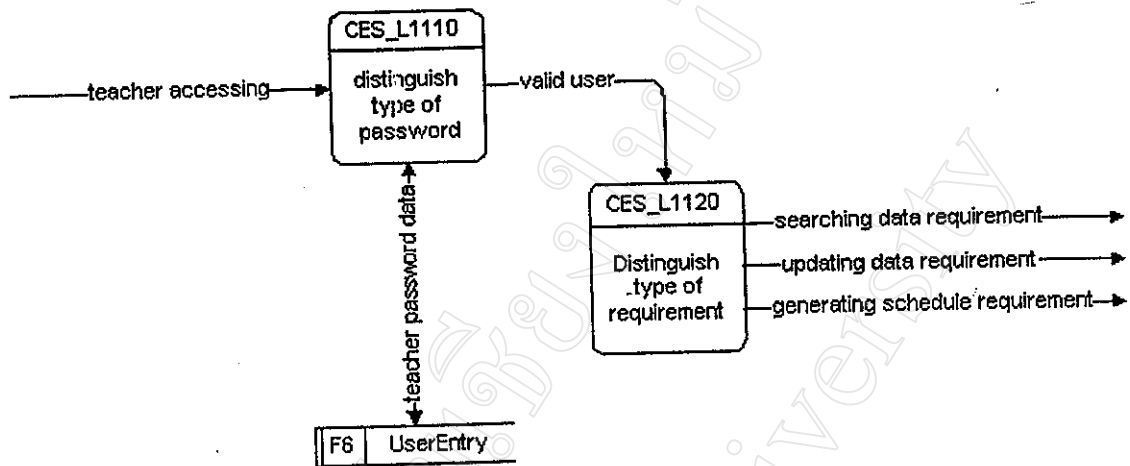 CES_L1110
teacher accessing
distinguish
type of
password
valid user
teacher password data
CES_L1120
Distinguish
type of
requirement
searching data requirement
updating data requirement
generating schedule requirement
F6 UserEntry
versity